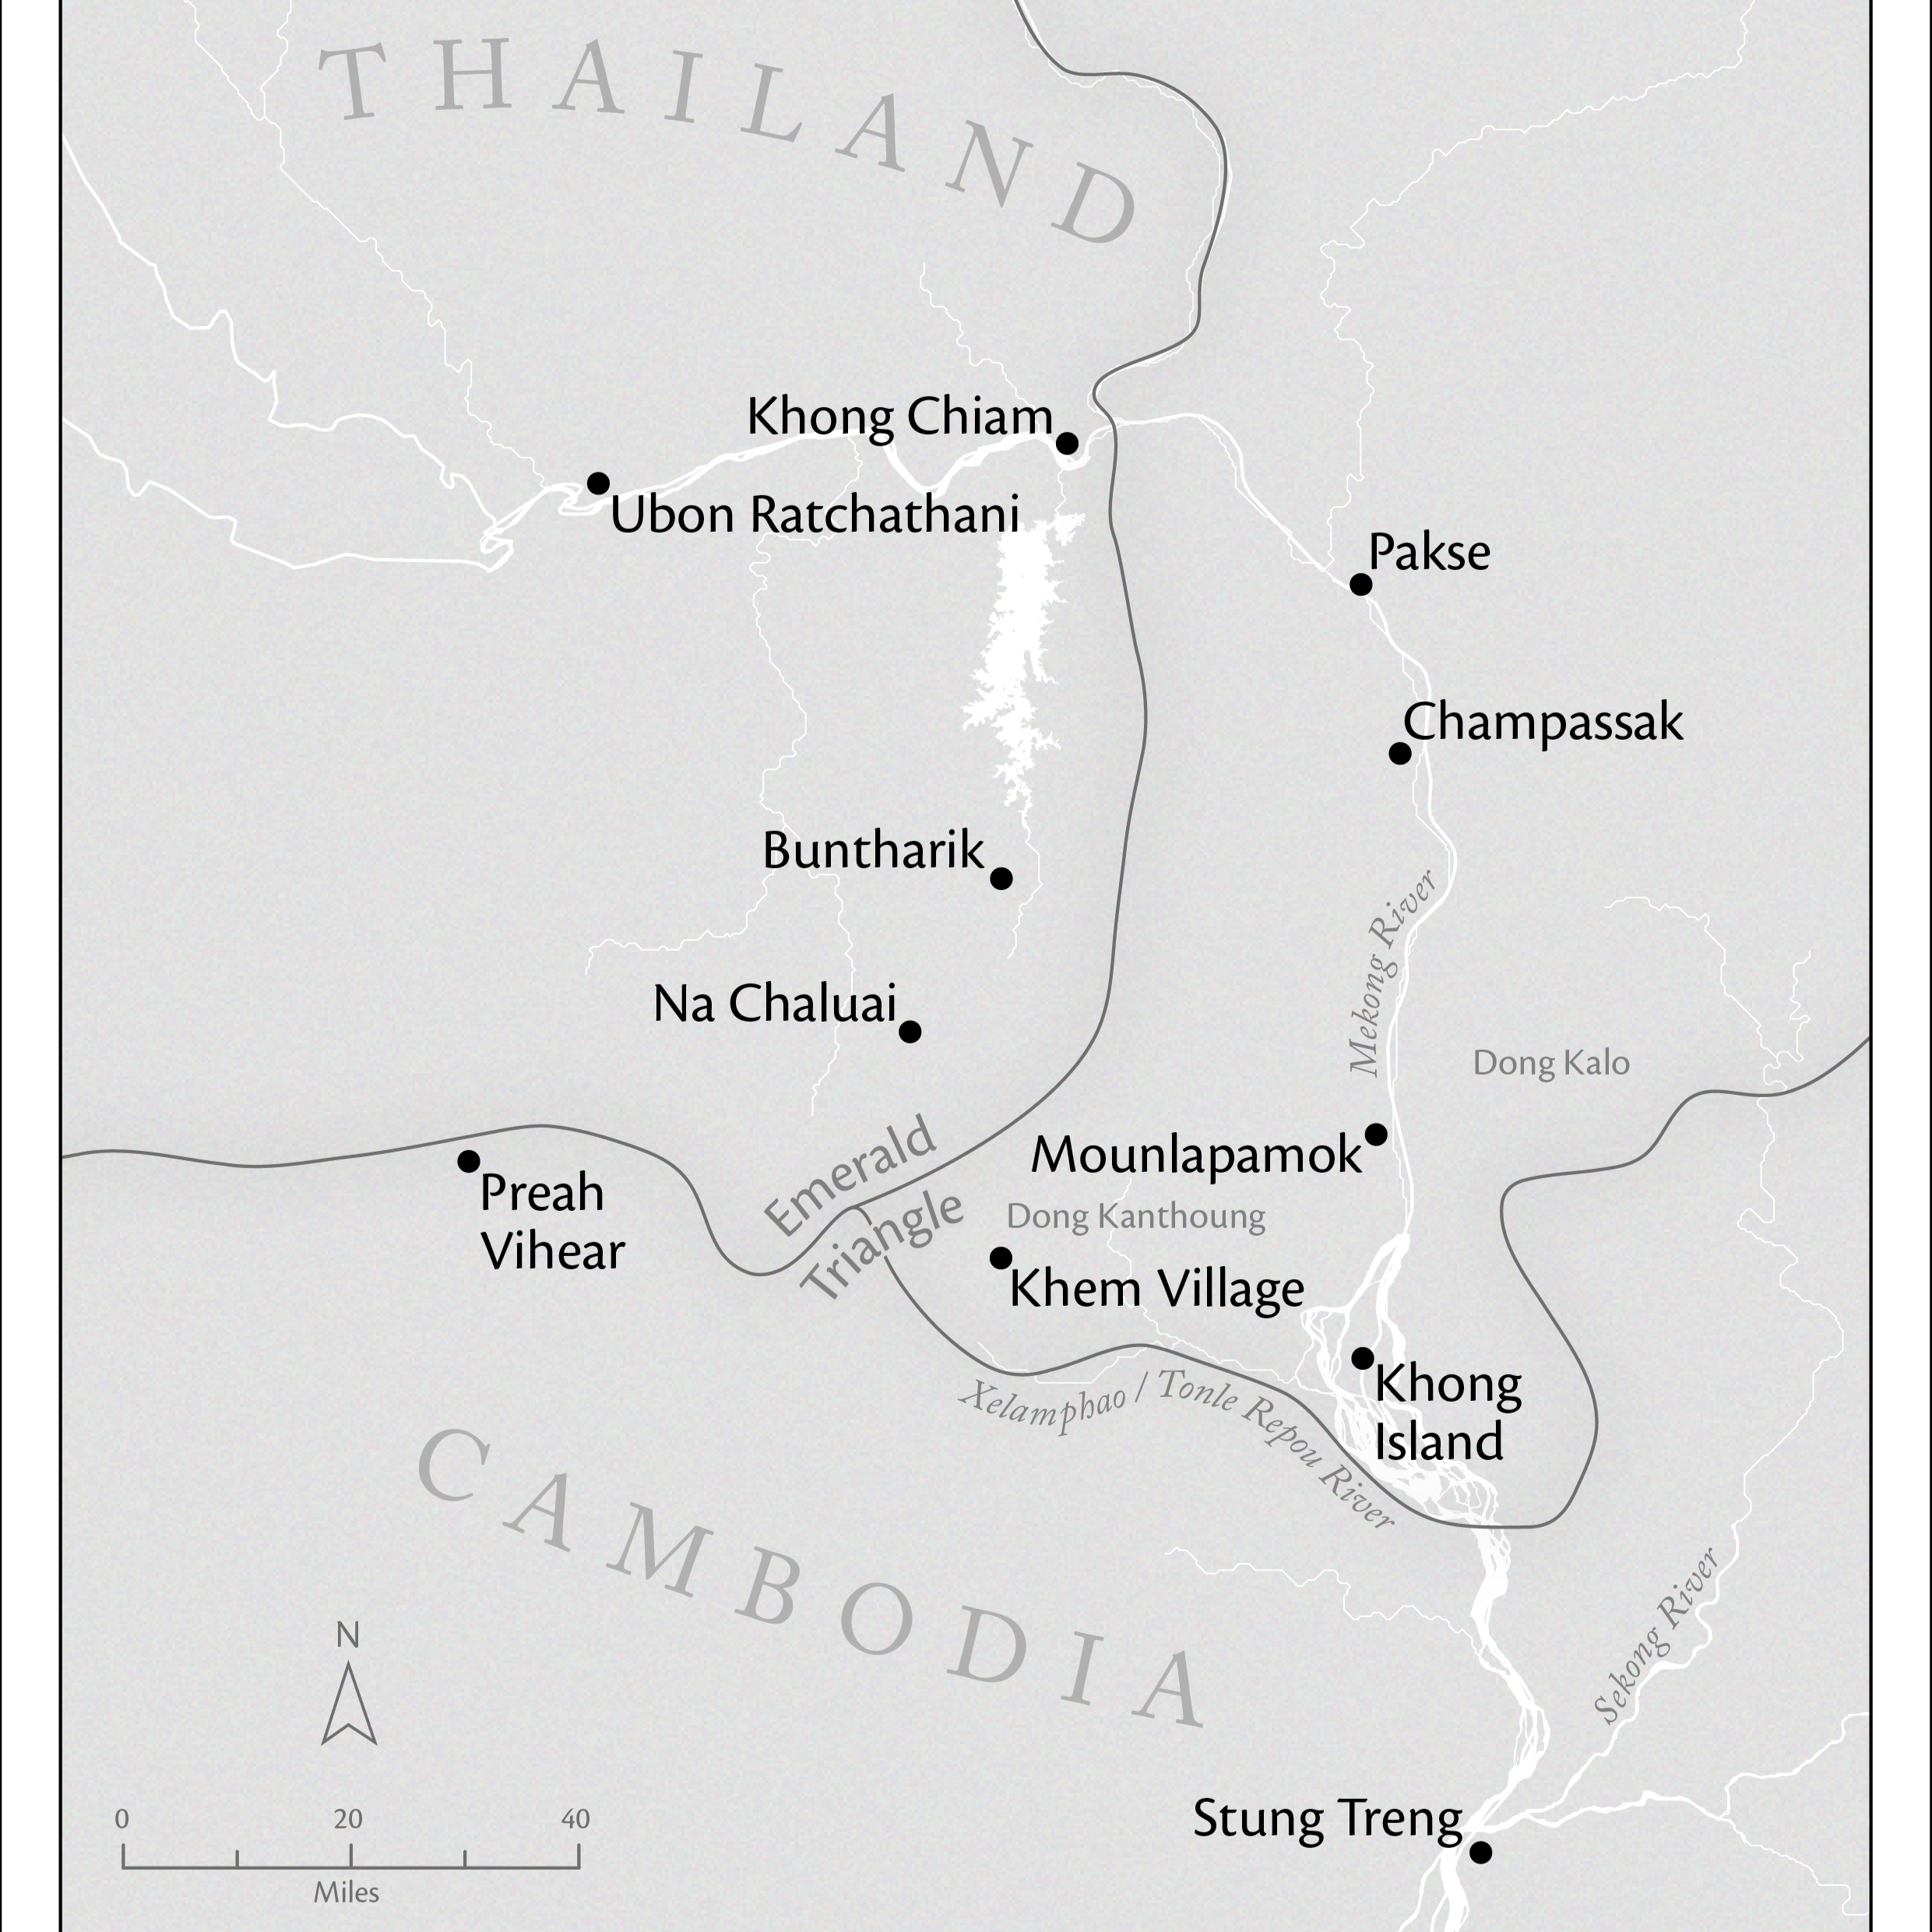 THAILAND
Khong Chiam
Ubon Ratchathani
Pakse
Champassak
Buntharik
Mekong River
Na Chaluai
Dong Kalo
Emerald
Triangle
Mounlapamok
Preah
Vihear
Dong Kanthoung
Khem Village
Khong
Island
Xelamphao / Tonle Repou River
CAMBODIA
Sekong River
N
Stung Treng
0 20 40
Miles